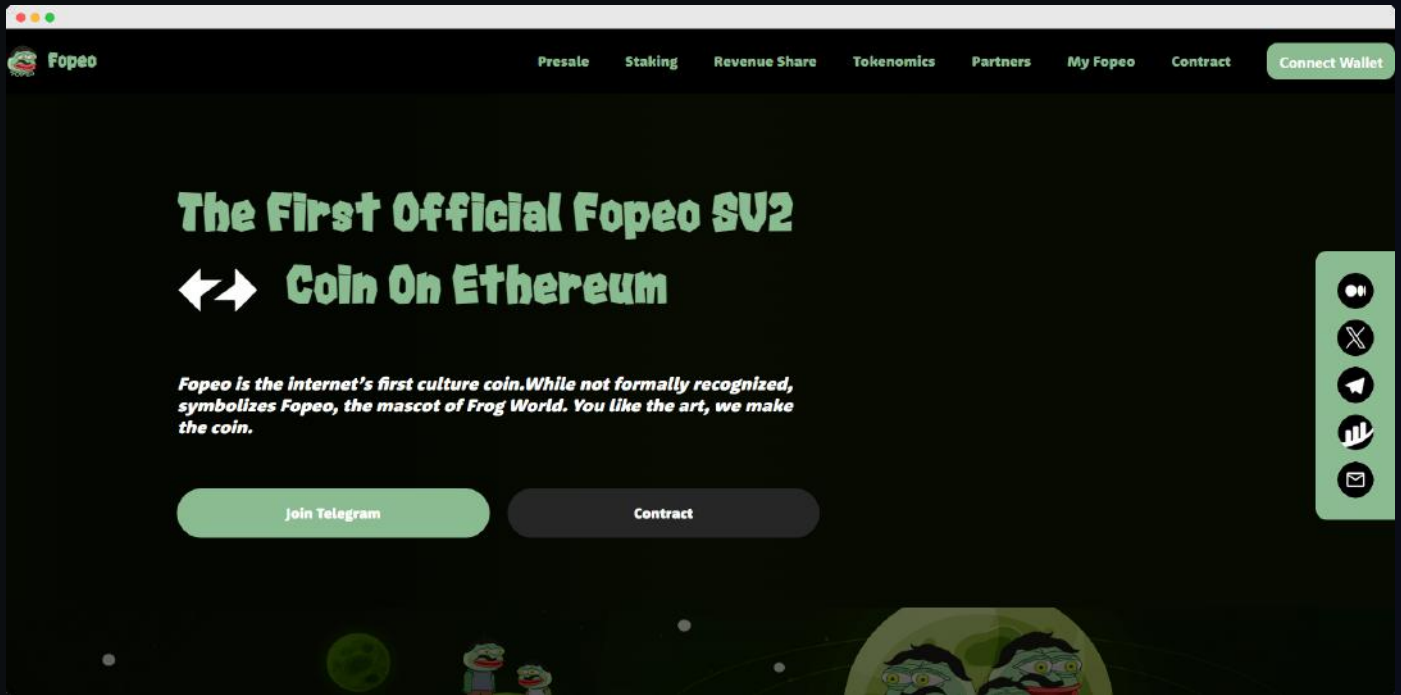 Fopeo
Presale
Staking
Revenue Share
Tokenomics
Partners
My Fopeo
Contract
Connect Wallet
The First Official Fopeo SV2
Coin On Ethereum
Fopeo is the internet's first culture coin.While not formally recognized,
symbolizes Fopeo, the mascot of Frog World. You like the art, we make
the coin.
Join Telegram
Contract